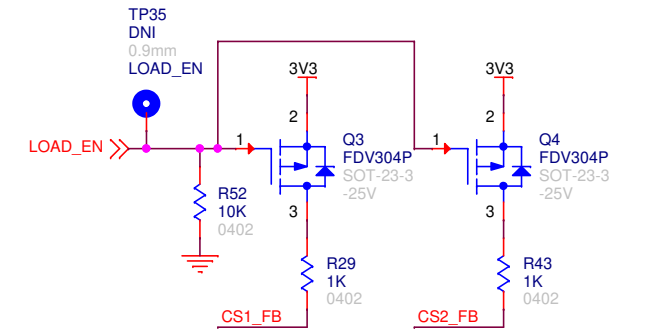 TP35
DNI
0.9mm
LOAD_EN
3V3
3V3
2
2
LOAD_EN
1
Q3
FDV304P
SOT-23-3
-25V
1
Q4
FDV304P
SOT-23-3
-25V
R52
10K
0402
3
3
R29
1K
0402
R43
1K
0402
CS1_FB
CS2_FB